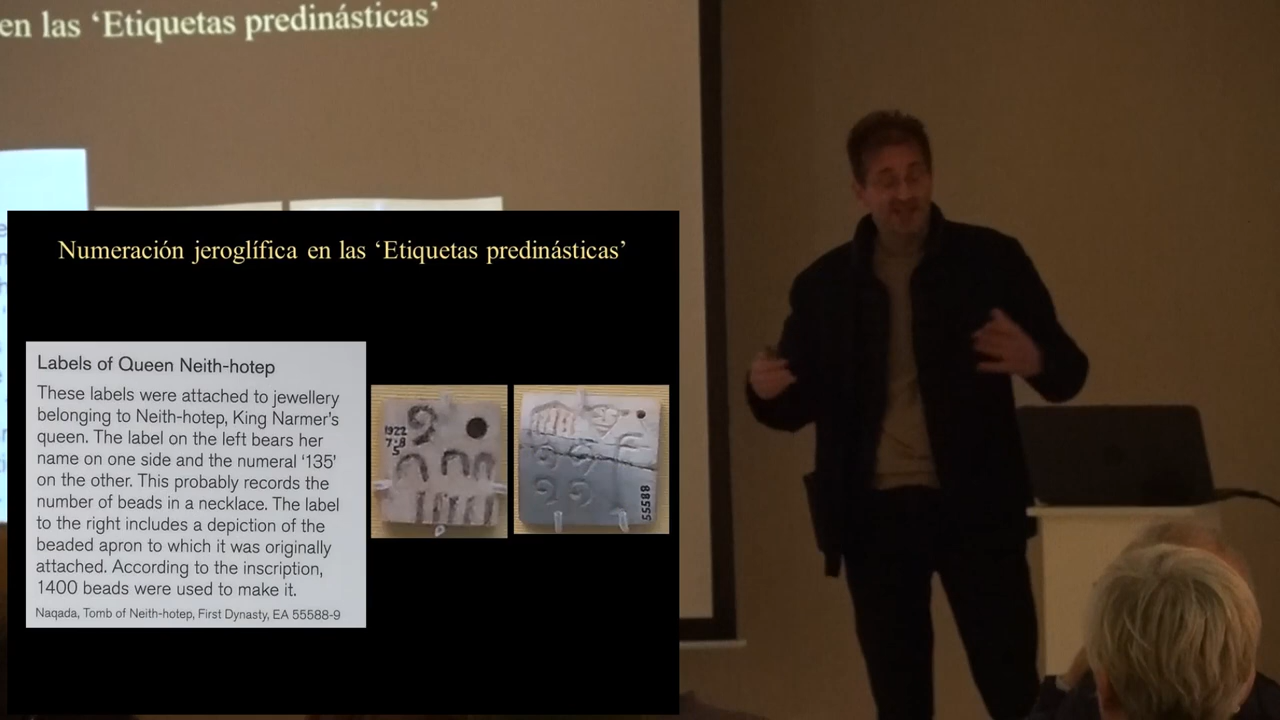 en las ‘Etiquetas predinásticas’
Numeración jeroglífica en las ‘Etiquetas predinásticas’
Labels of Queen Neith-hotep
These labels were attached to jewellery
belonging to Neith-hotep, King Narmer's
queen. The label on the left bears her
name on one side and the numeral '135'
on the other. This probably records the
number of beads in a necklace. The label
to the right includes a depiction of the
beaded apron to which it was originally
attached. According to the inscription,
1400 beads were used to make it.
Naqada, Tomb of Neith-hotep, First Dynasty, EA 55588-9
1922
7·8
5
55588